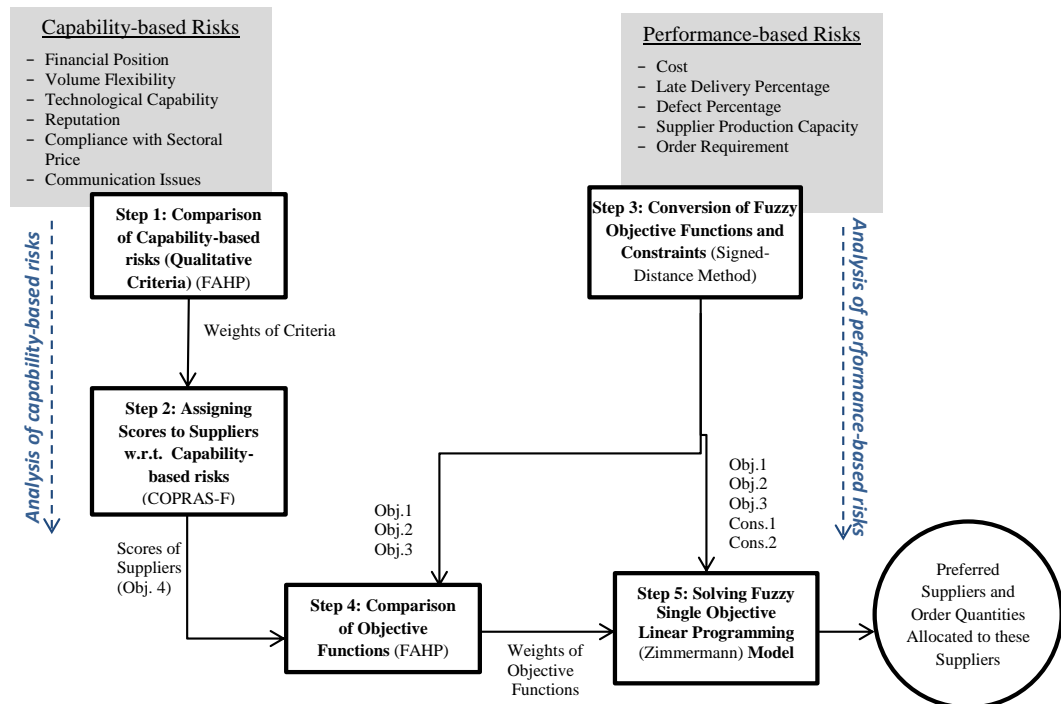 Capability-based Risks
– Financial Position
– Volume Flexibility
– Technological Capability
– Reputation
– Compliance with Sectoral
Price
– Communication Issues
Performance-based Risks
– Cost
– Late Delivery Percentage
– Defect Percentage
– Supplier Production Capacity
– Order Requirement
Analysis of capability-based risks
Step 1: Comparison
of Capability-based
risks (Qualitative
Criteria) (FAHP)
Weights of Criteria
Step 2: Assigning
Scores to Suppliers
w.r.t. Capability-
based risks
(COPRAS-F)
Scores of
Suppliers
(Obj. 4)
Step 3: Conversion of Fuzzy
Objective Functions and
Constraints (Signed-
Distance Method)
Analysis of performance-based risks
Obj.1
Obj.2
Obj.3
Obj.1
Obj.2
Obj.3
Cons.1
Cons.2
Step 4: Comparison
of Objective
Functions (FAHP)
Weights of
Objective
Functions
Step 5: Solving Fuzzy
Single Objective
Linear Programming
(Zimmermann) Model
Preferred
Suppliers and
Order Quantities
Allocated to these
Suppliers